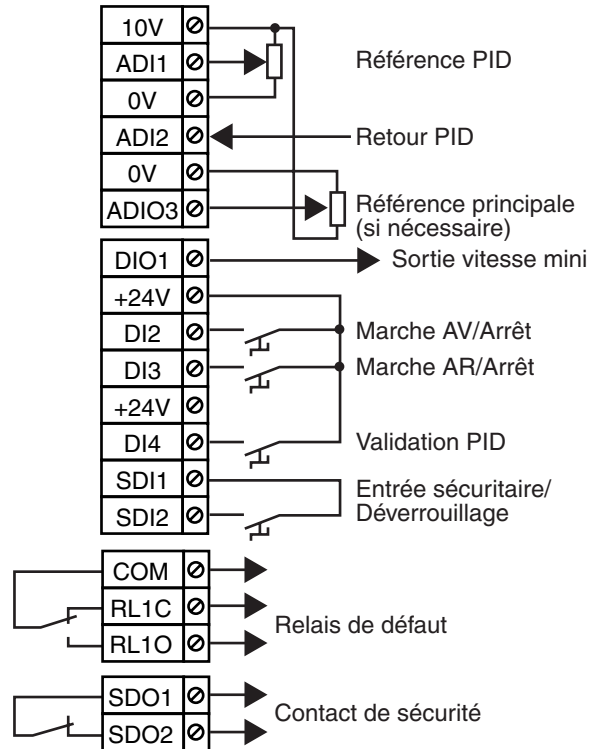 10V
ADI1 Référence PID
0V
ADI2 Retour PID
0V
ADIO3 Référence principale
(si nécessaire)
DIO1 Sortie vitesse mini
+24V
DI2 Marche AV/Arrêt
DI3 Marche AR/Arrêt
+24V
DI4 Validation PID
SDI1 Entrée sécuritaire/
SDI2 Déverrouillage
COM
RL1C
Relais de défaut
RL1O
SDO1
Contact de sécurité
SDO2